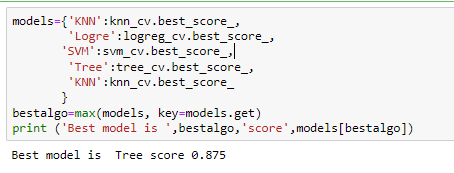 models={'KNN':knn_cv.best_score_,
'Logre':logreg_cv.best_score_,
'SVM':svm_cv.best_score_,
'Tree':tree_cv.best_score_,
'KNN':knn_cv.best_score_
}
bestalgo=max(models, key=models.get)
print ('Best model is ',bestalgo,'score',models[bestalgo])
Best model is  Tree score 0.875